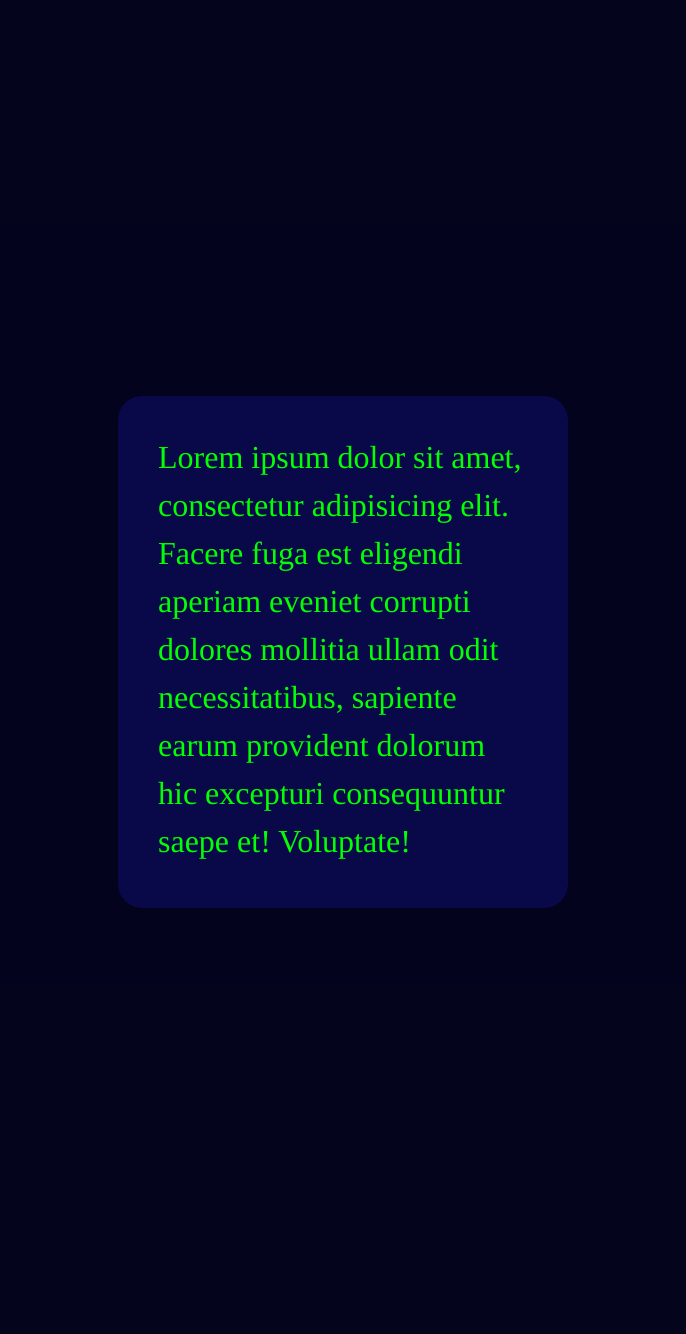 Lorem ipsum dolor sit amet,
consectetur adipisicing elit.
Facere fuga est eligendi
aperiam eveniet corrupti
dolores mollitia ullam odit
necessitatibus, sapiente
earum provident dolorum
hic excepturi consequuntur
saepe et! Voluptate!